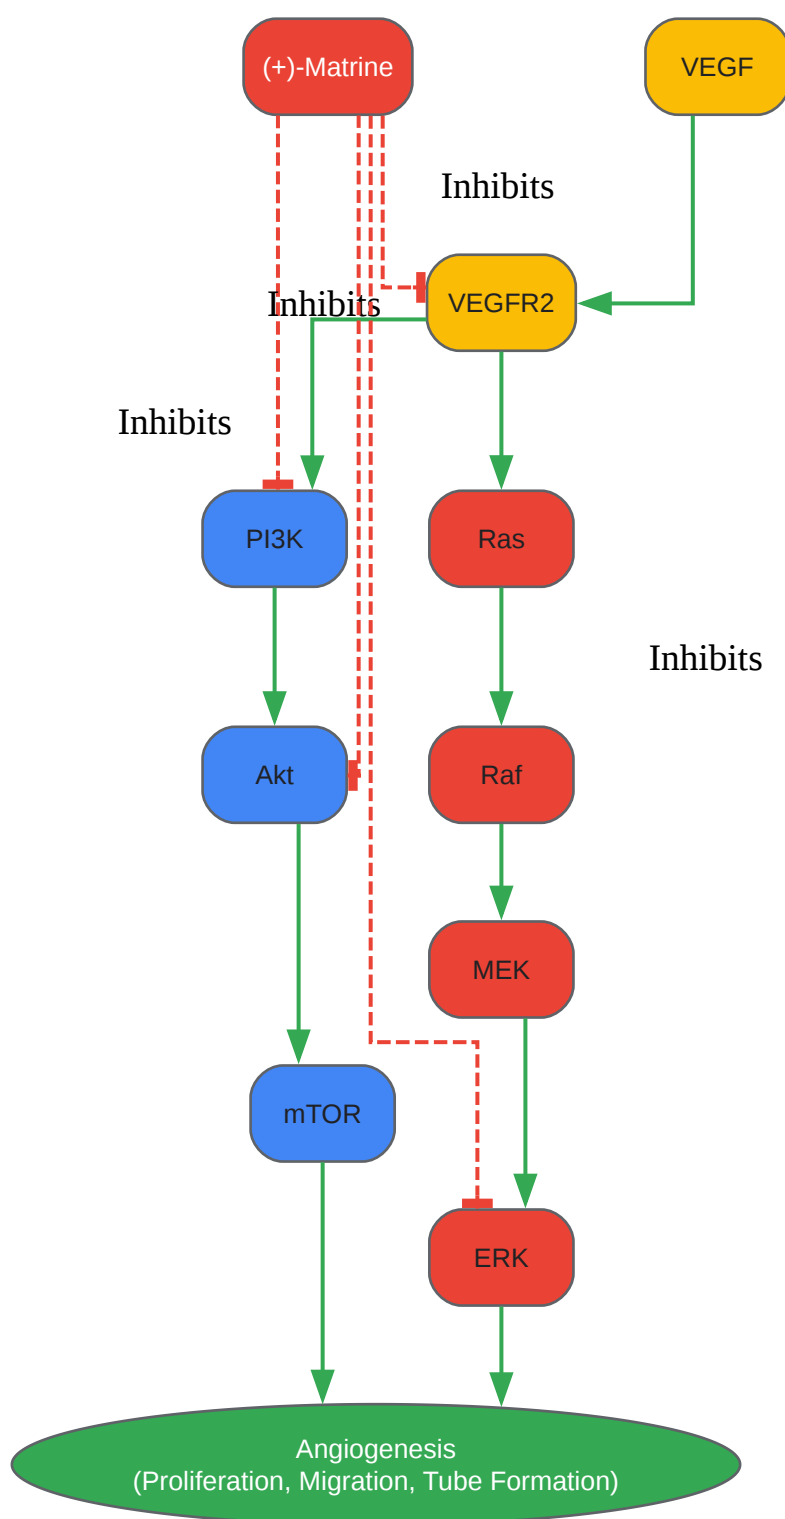 (+)-Matrine
VEGF
Inhibits
VEGFR2
Inhibits
Inhibits
PI3K
Ras
Inhibits
Akt
Raf
MEK
mTOR
ERK
Angiogenesis
(Proliferation, Migration, Tube Formation)